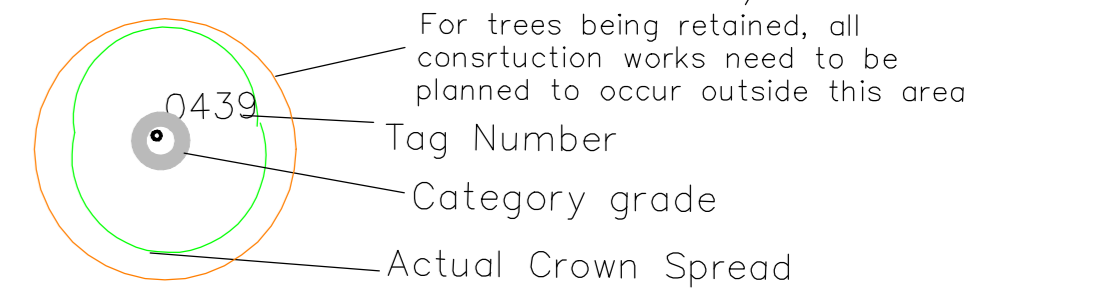 For trees being retained, all
consrtuction works need to be
planned to occur outside this area
0439
Tag Number
Category grade
Actual Crown Spread